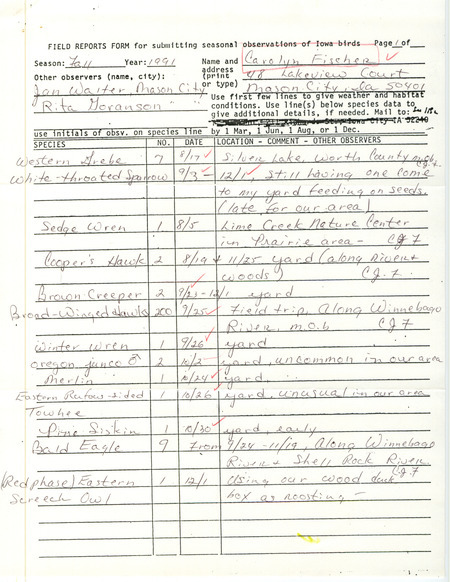 FIELD REPORTS FORM for submitting seasonal observations of Iowa birds Page 1 of
Season: Fall Year: 1991 Name and Carolyn Fischer
address 48 Lakeview Court
Other observers (name, city): (print
Jan Walter, Mason City or type) Mason City, Ia 50401
Rita Goranson " Use first few lines to give weather and habitat
conditions. Use line(s) below species data to
give additional details, if needed. Mail to:
use initials of obsv. on species line by 1 Mar, 1 Jun, 1 Aug, or 1 Dec.
SPECIES NO. DATE LOCATION - COMMENT - OTHER OBSERVERS
Western Grebe 7 8/17 Silver Lake, Worth County
White-throated Sparrow 9/3 - 12/1 Still having one come
to my yard feeding on seeds.
(late for our area)
Sedge Wren 1 8/5 Lime Creek Nature Center
in Prairie area - CJF
Cooper's Hawk 2 8/19 + 11/25 yard (along River +
woods) CJF
Brown Creeper 2 9/21-12/1 yard
Broad-Winged Hawks 200 9/25 Field trip, Along Winnebago
River, m.o.b CJF
Winter Wren 1 9/26 yard
Oregon junco ♂ 2 10/2 yard, uncommon in our area
Merlin 1 10/24 yard,
Eastern Rufous-sided 1 10/26 yard, unusual in our area
Towhee
Pine Siskin 1 10/30 yard, early
Bald Eagle 9 From 9/24 - 11/19, Along Winnebago
River + Shell Rock River
(Red phase) Eastern 1 12/1 Using our wood duck CJF
Screech Owl box as roosting -